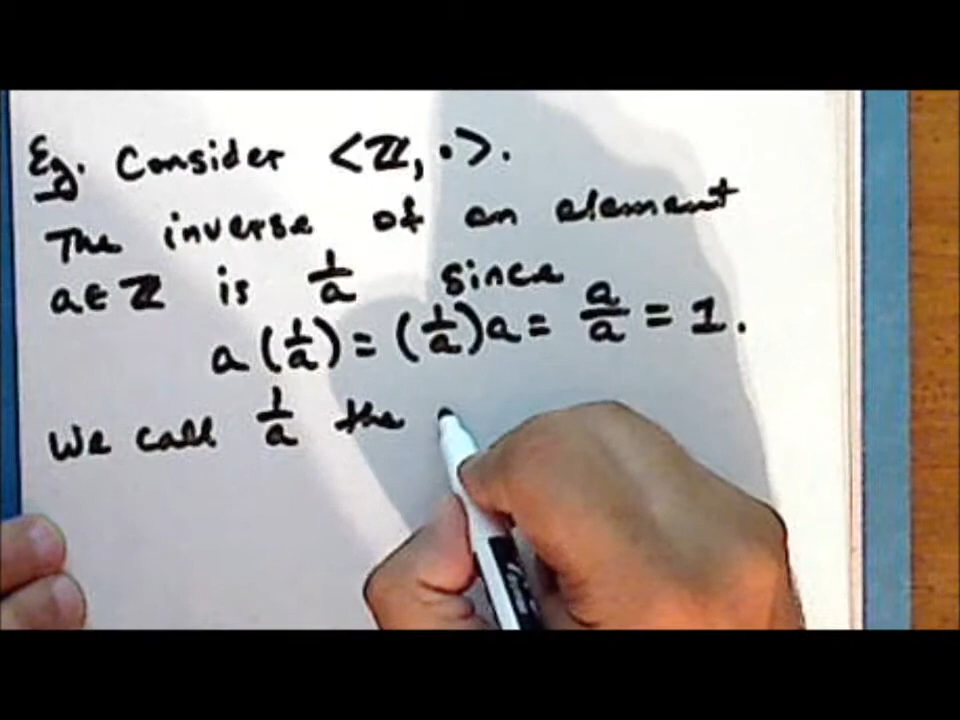 Eg. Consider <ℤ, •>.
The inverse of an element
a∈ℤ is 1/a since
a(1/a) = (1/a)a = a/a = 1.
We call 1/a the